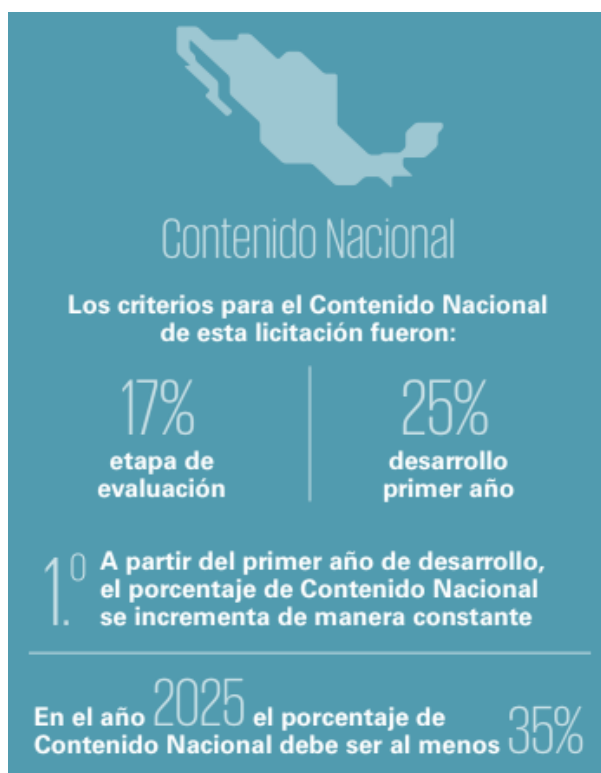 Contenido Nacional
Los criterios para el Contenido Nacional
de esta licitación fueron:
17%
etapa de
evaluación
25%
desarrollo
primer año
1.º A partir del primer año de desarrollo,
el porcentaje de Contenido Nacional
se incrementa de manera constante
En el año 2025 el porcentaje de
Contenido Nacional debe ser al menos 35%